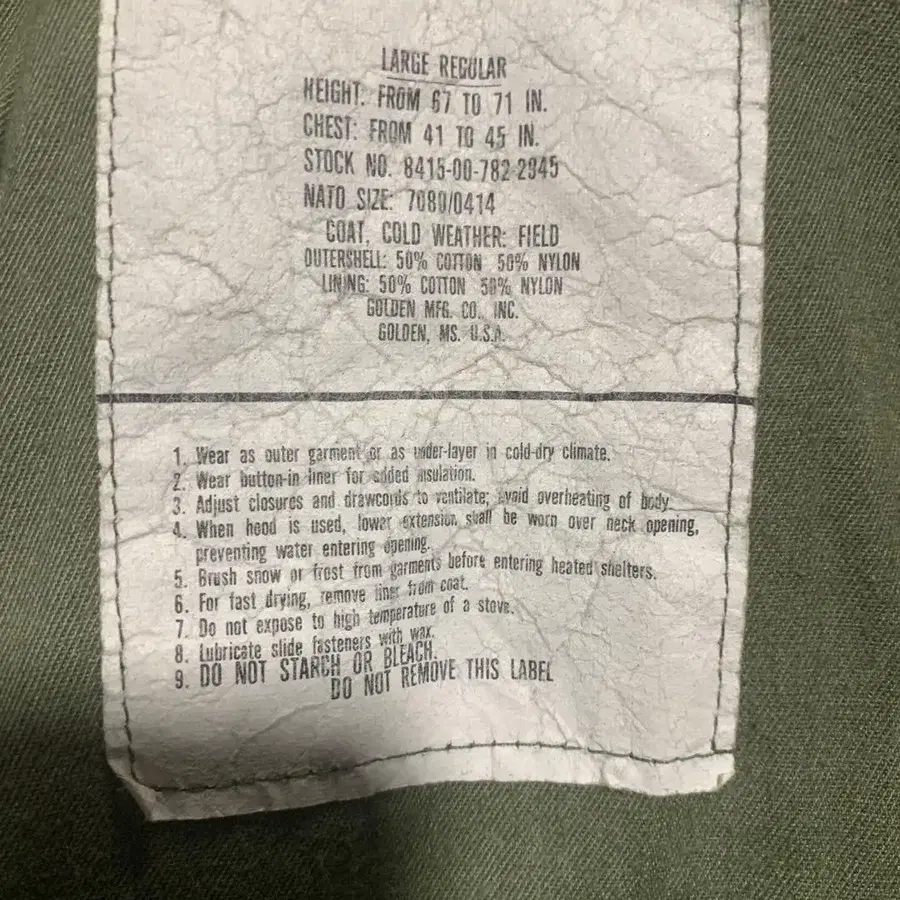 LARGE REGULAR
HEIGHT: FROM 67 TO 71 IN.
CHEST: FROM 41 TO 45 IN.
STOCK NO. 8415-00-782-2945
NATO SIZE: 7080/0414
COAT, COLD WEATHER: FIELD
OUTERSHELL: 50% COTTON 50% NYLON
LINING: 50% COTTON 50% NYLON
GOLDEN MFG. CO. INC.
GOLDEN, MS. U.S.A.
1. Wear as outer garment or as under-layer in cold-dry climate.
2. Wear button-in liner for added insulation.
3. Adjust closures and drawcords to ventilate; avoid overheating of body
4. When hood is used, lower extension shall be worn over neck opening,
preventing water entering opening.
5. Brush snow or frost from garments before entering heated shelters.
6. For fast drying, remove liner from coat.
7. Do not expose to high temperature of a stove.
8. Lubricate slide fasteners with wax.
9. DO NOT STARCH OR BLEACH.
DO NOT REMOVE THIS LABEL